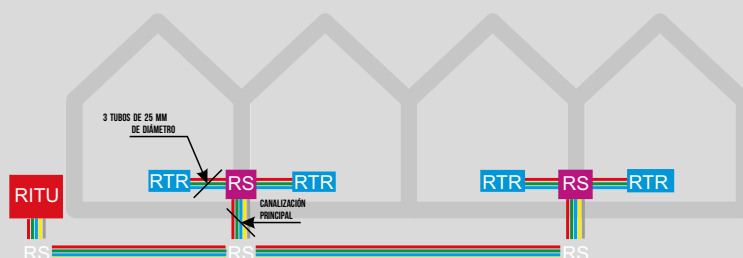 3 TUBOS DE 25 MM
DE DIÁMETRO
RTR RS RTR RTR RS RTR
RITU
CANALIZACIÓN
PRINCIPAL
RS RS RS